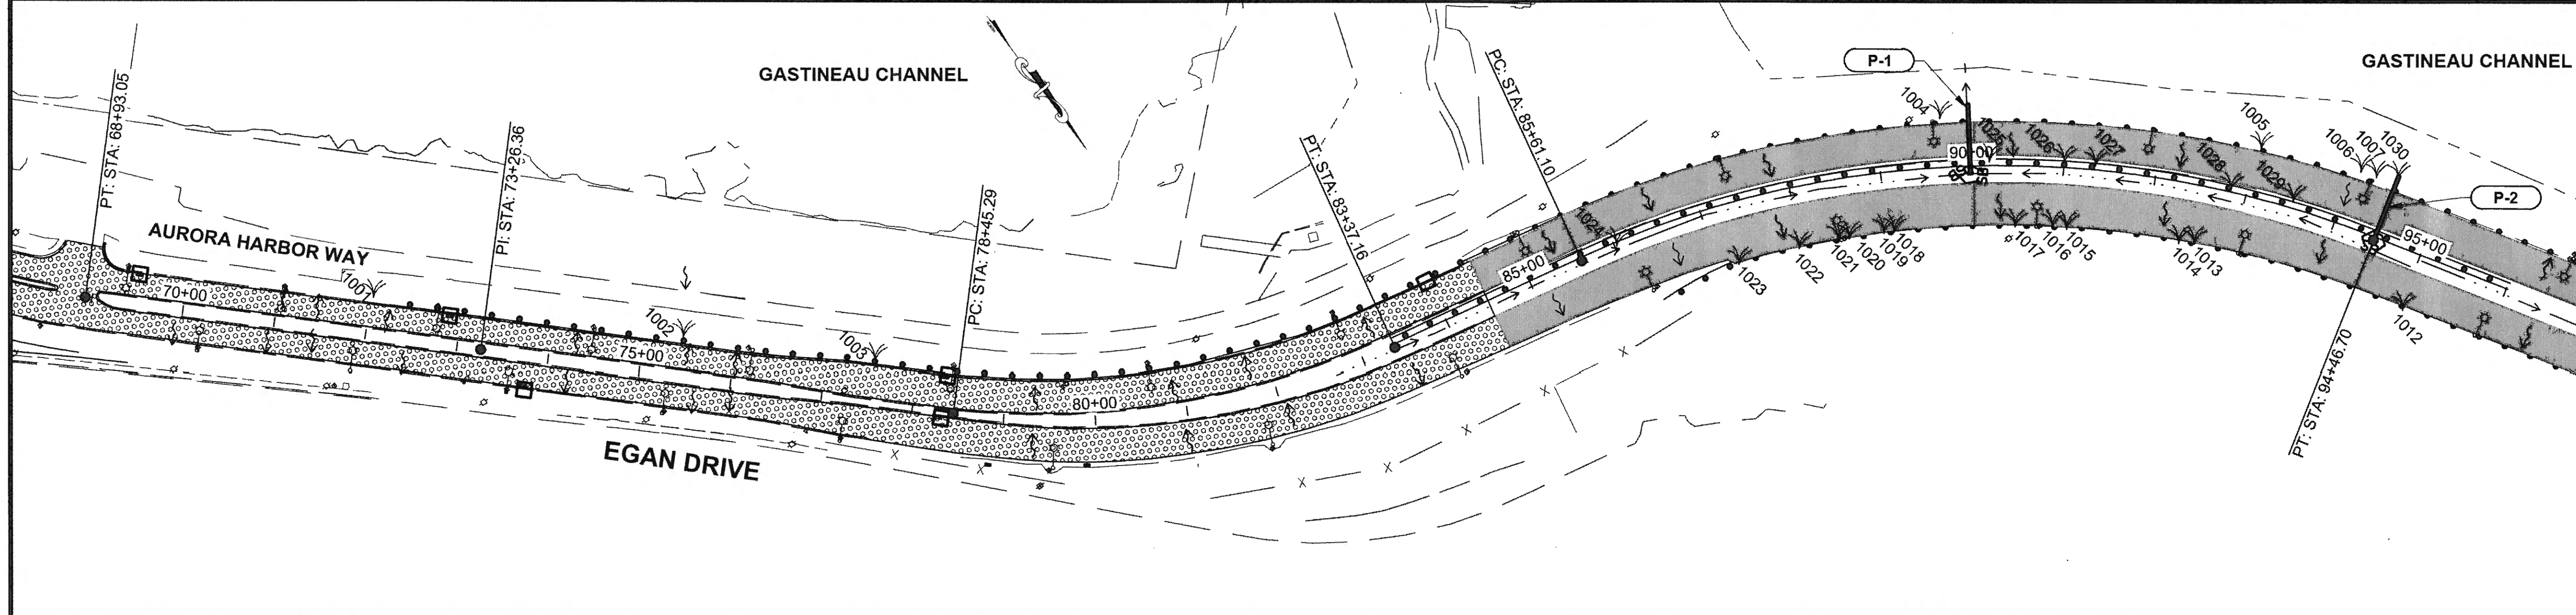 GASTINEAU CHANNEL
P-1
GASTINEAU CHANNEL
PT: STA: 68+93.05
PI: STA: 73+26.36
PC: STA: 78+45.29
PT: STA: 83+37.16
PC: STA: 85+61.10
PT: STA: 94+46.70
P-2
AURORA HARBOR WAY
EGAN DRIVE
70+00
75+00
80+00
85+00
90+00
95+00
1001
1002
1003
1004
1005
1006
1007
1030
1024
1025
1026
1027
1028
1029
1023
1022
1021
1020
1019
1018
1017
1016
1015
1014
1013
1012
X
X
X
X
X
X
X